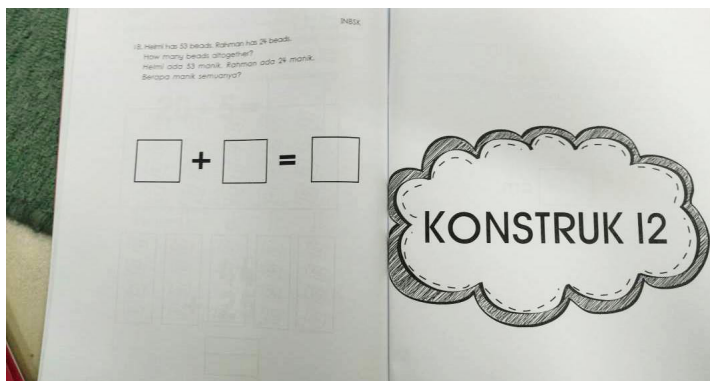 INBSK
18. Helmi has 53 beads. Rahman has 24 beads.
How many beads altogether?
Helmi ada 53 manik. Rahman ada 24 manik.
Berapa manik semuanya?
+ =
KONSTRUK 12